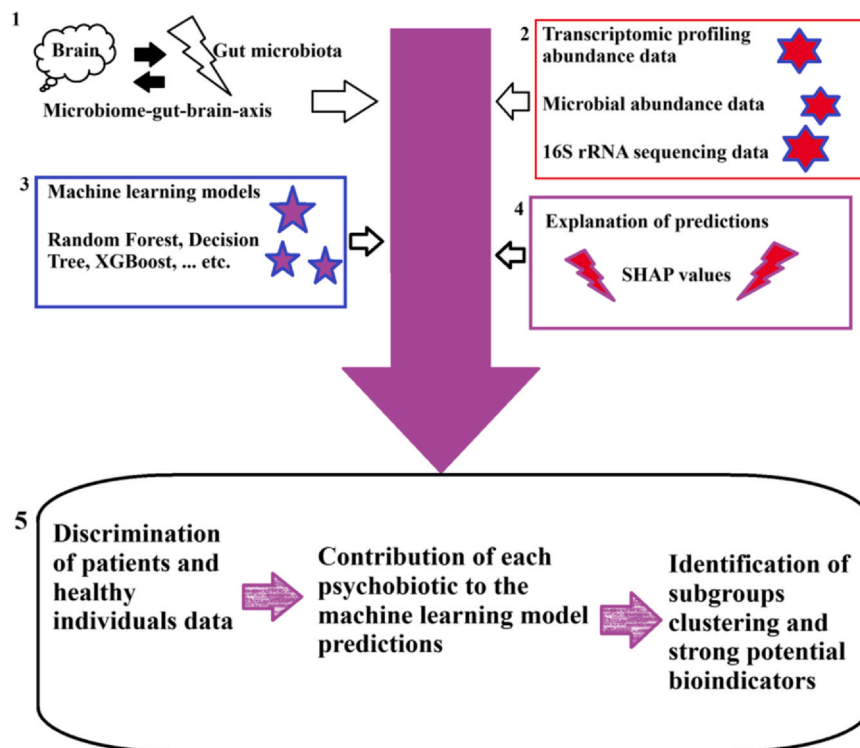 1
Brain
Gut microbiota
Microbiome-gut-brain-axis
2
Transcriptomic profiling
abundance data
Microbial abundance data
16S rRNA sequencing data
3
Machine learning models
Random Forest, Decision
Tree, XGBoost, ... etc.
4
Explanation of predictions
SHAP values
5
Discrimination
of patients and
healthy
individuals data
Contribution of each
psychobiotic to the
machine learning model
predictions
Identification of
subgroups
clustering and
strong potential
bioindicators